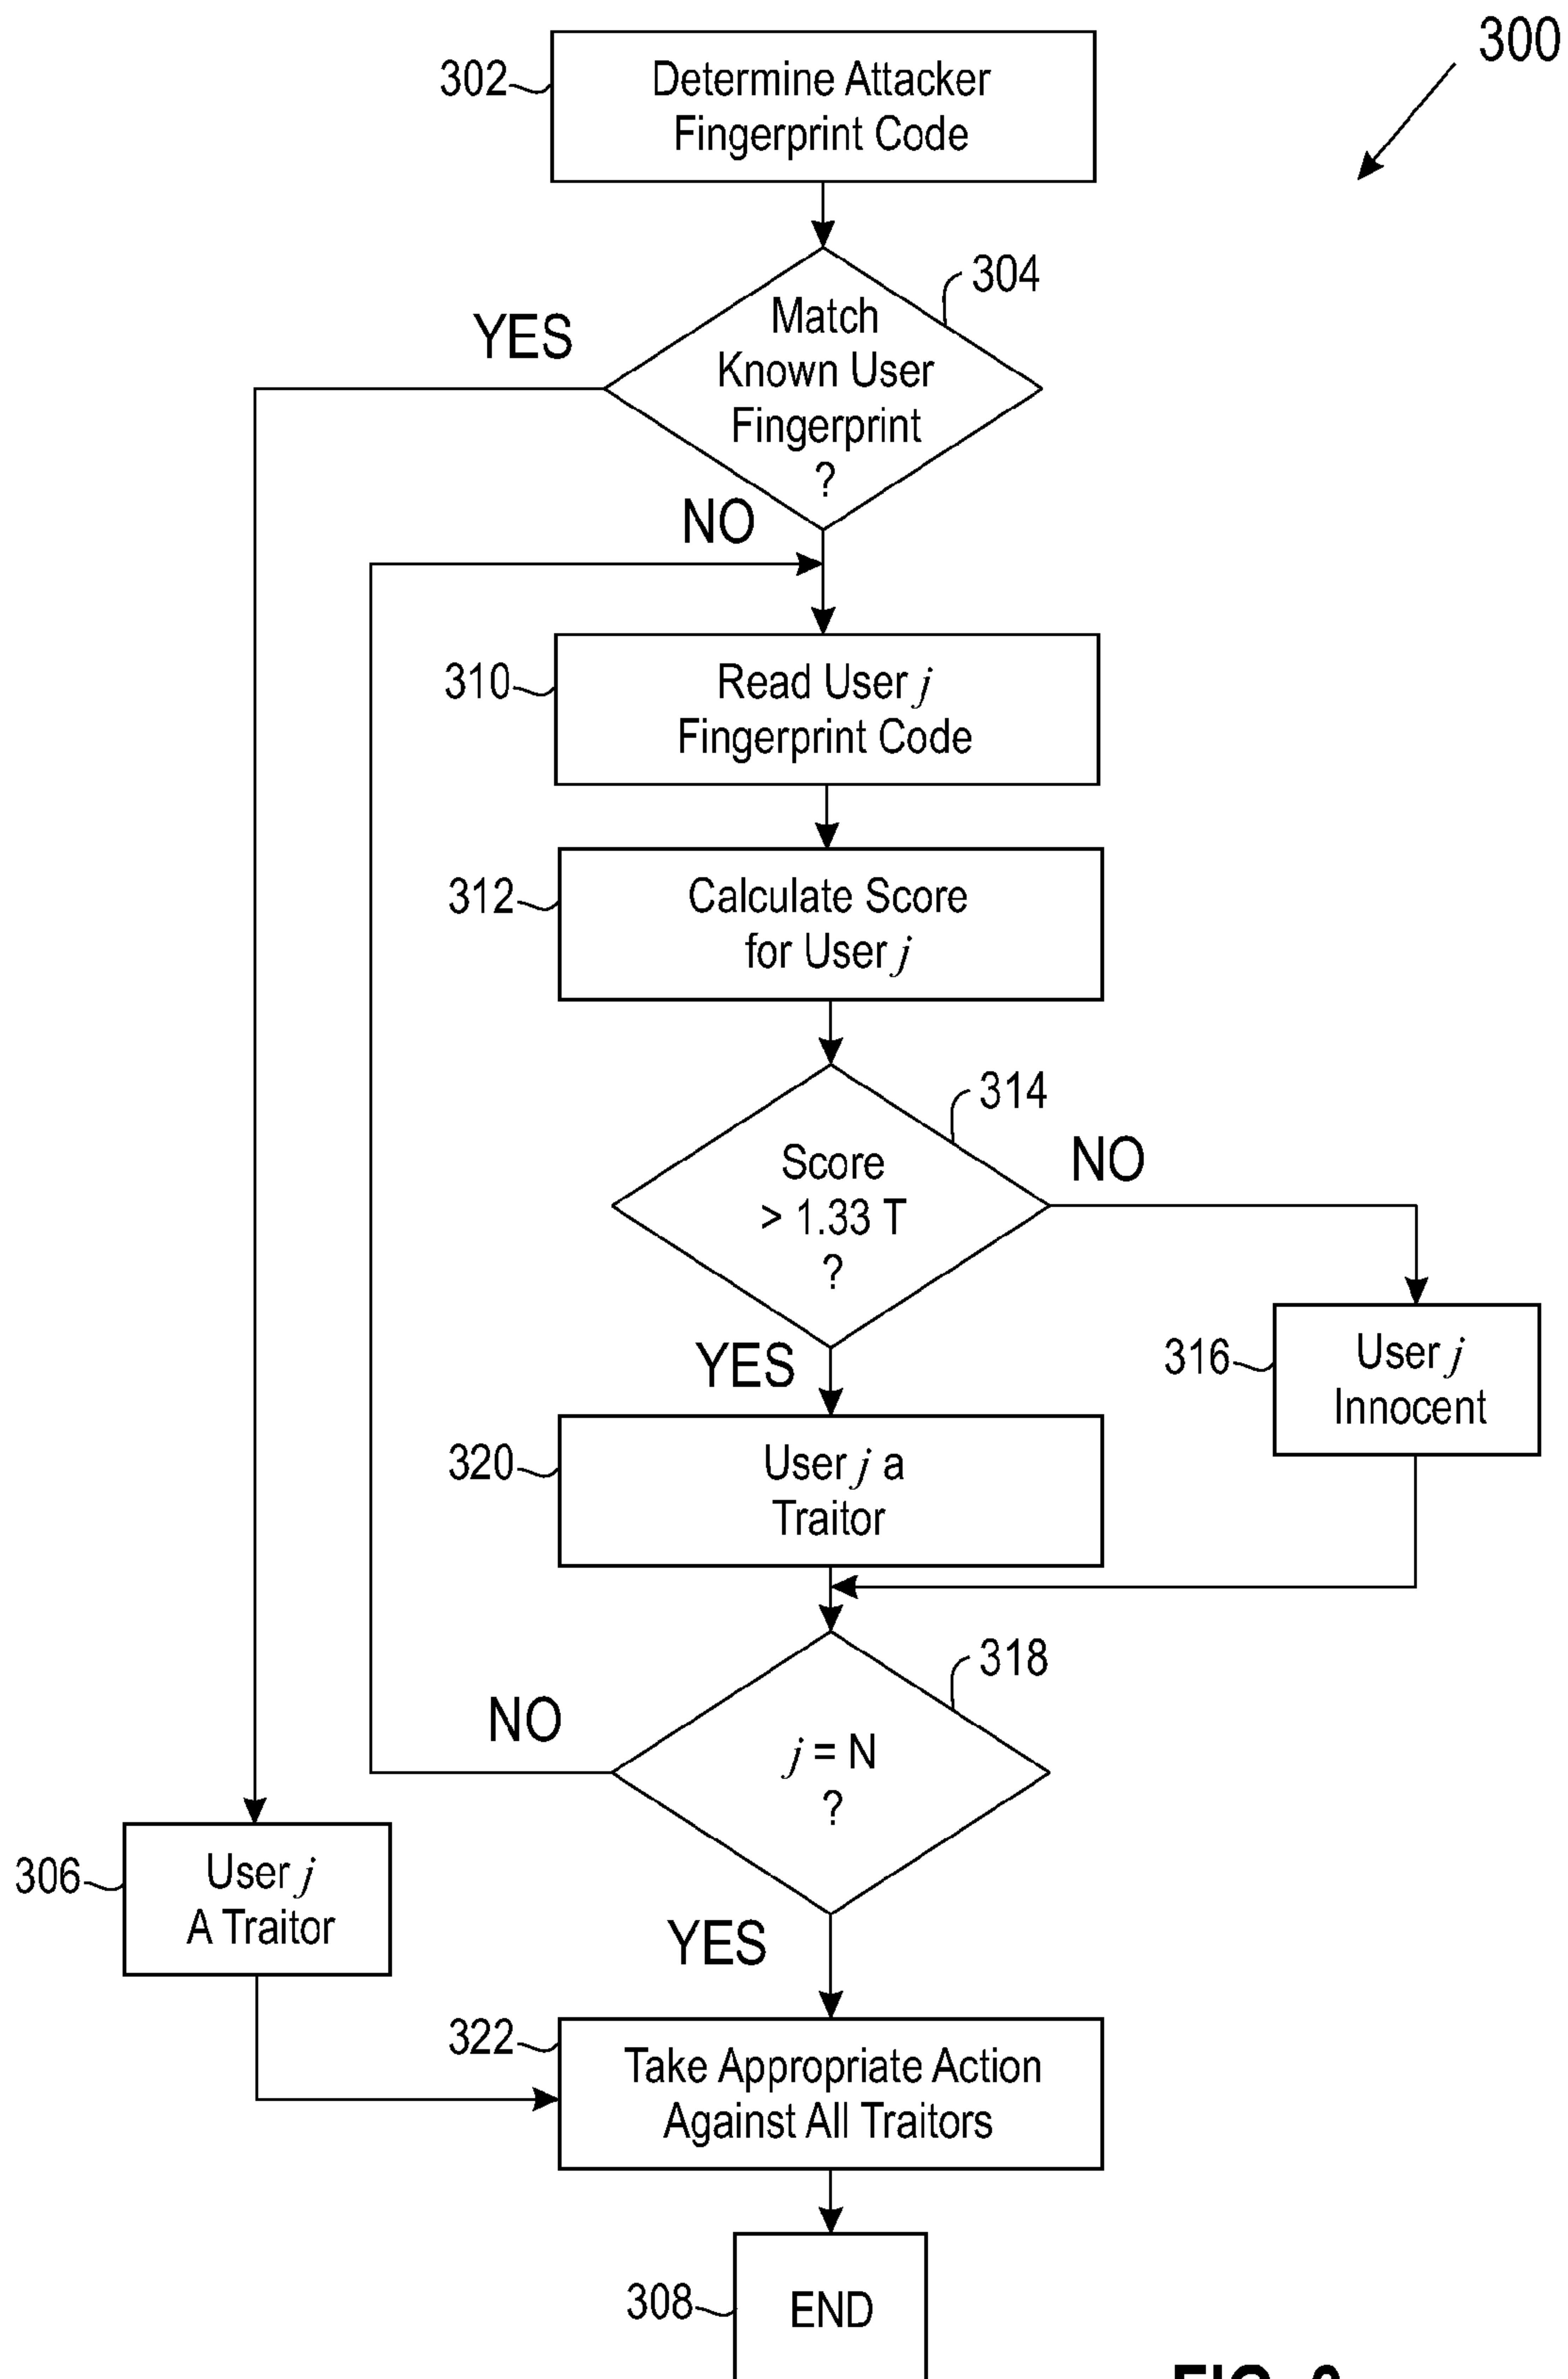 300
302
Determine Attacker
Fingerprint Code
304
Match
Known User
Fingerprint
?
YES
NO
310
Read User j
Fingerprint Code
312
Calculate Score
for User j
314
Score
> 1.33 T
?
NO
YES
316
User j
Innocent
320
User j a
Traitor
318
j = N
?
NO
YES
306
User j
A Traitor
322
Take Appropriate Action
Against All Traitors
308
END